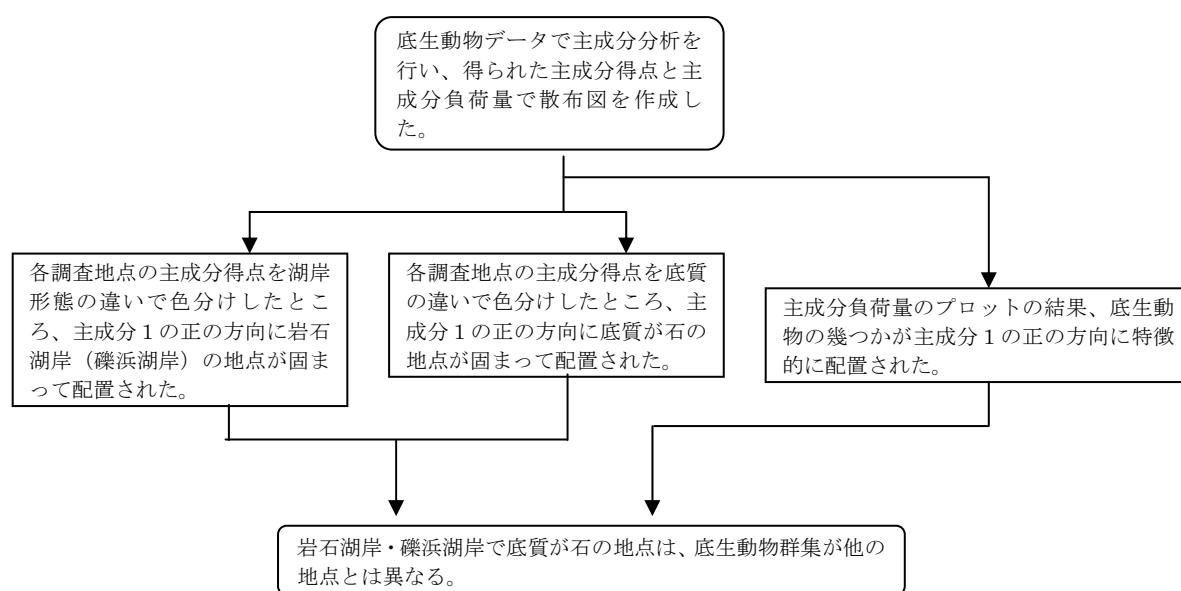 底生動物データで主成分分析を
行い、得られた主成分得点と主
成分負荷量で散布図を作成し
た。
各調査地点の主成分得点を湖岸
形態の違いで色分けしたとこ
ろ、主成分１の正の方向に岩石
湖岸（礫浜湖岸）の地点が固ま
って配置された。
各調査地点の主成分得点を底質
の違いで色分けしたところ、主
成分１の正の方向に底質が石の
地点が固まって配置された。
主成分負荷量のプロットの結果、底生動
物の幾つかが主成分１の正の方向に特徴
的に配置された。
岩石湖岸・礫浜湖岸で底質が石の地点は、底生動物群集が他の
地点とは異なる。